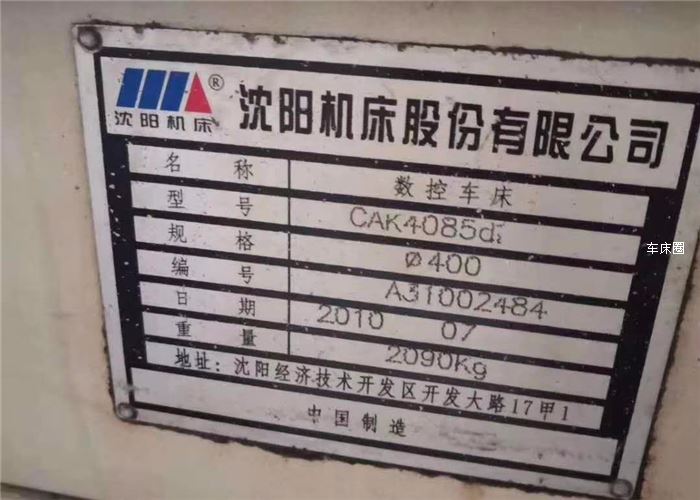 沈阳机床® 沈阳机床股份有限公司
名称 数控车床
型号 CAK4085di
规格 Ø400
编号 A31002484
日期 2010 07
重量 2090Kg
地址：沈阳经济技术开发区开发大路17甲1
中国制造
车床圈